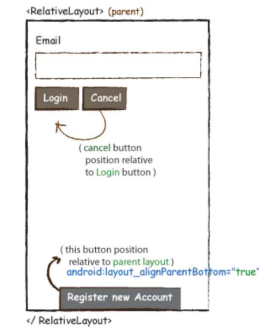 <RelativeLayout> (parent)
Email
Login
Cancel
( cancel button
position relative
to Login button )
( this button position
relative to parent layout )
android:layout_alignParentBottom="true"
Register new Account
</ RelativeLayout>